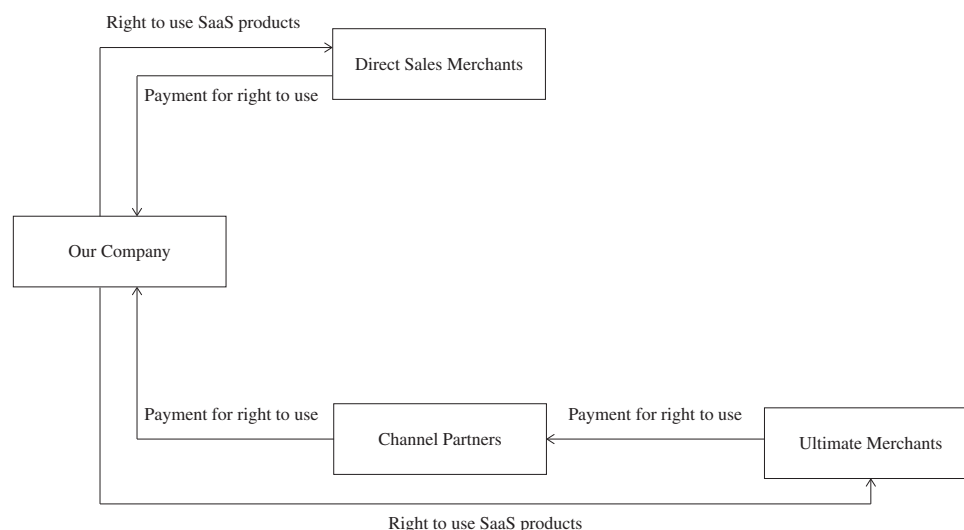 Right to use SaaS products
Direct Sales Merchants
Payment for right to use
Our Company
Payment for right to use
Payment for right to use
Channel Partners
Ultimate Merchants
Right to use SaaS products